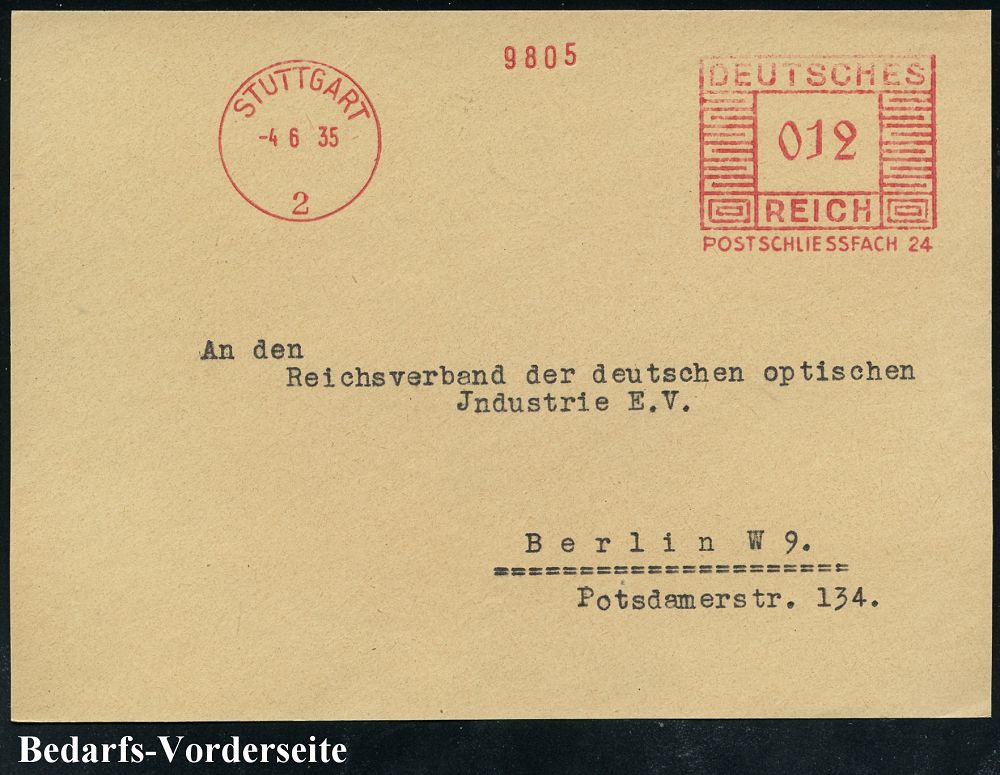 9805
STUTTGART
-4 6 35
2
DEUTSCHES
012
REICH
POSTSCHLIESSFACH 24
An den
Reichsverband der deutschen optischen
Jndustrie E.V.
Berlin W 9.
=====================
Potsdamerstr. 134.
Bedarfs-Vorderseite